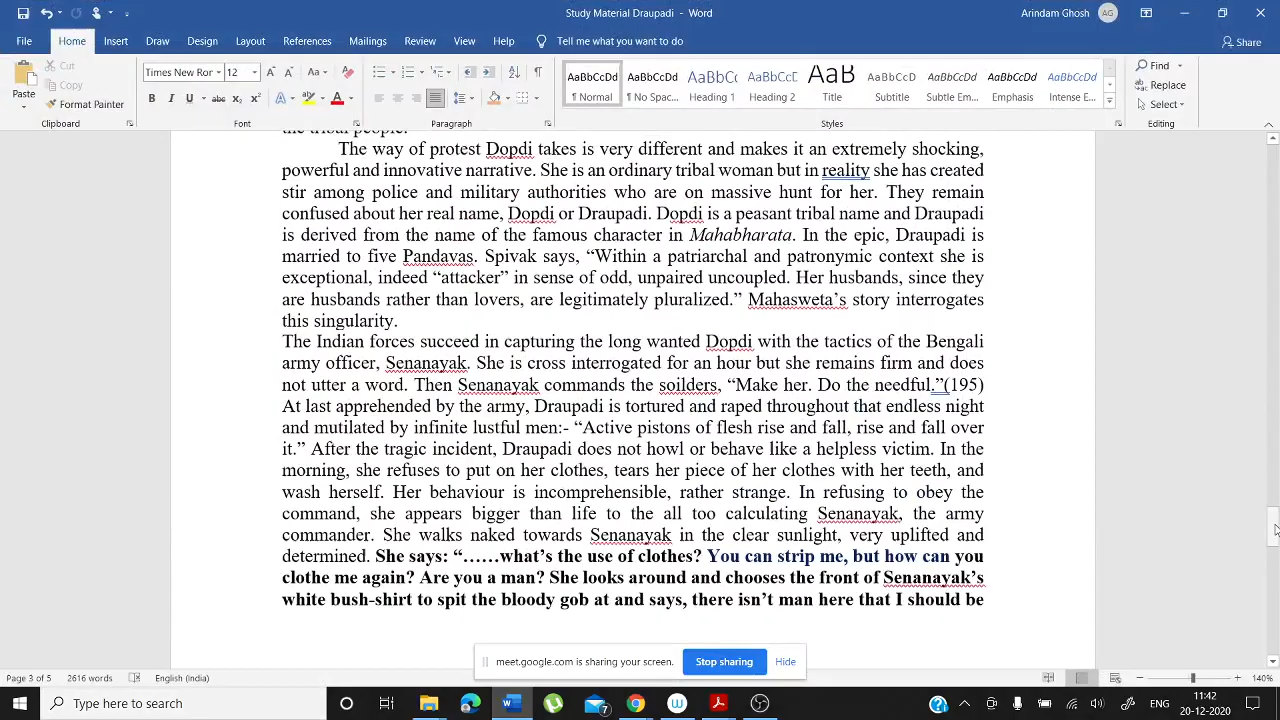 Study Material Draupadi - Word
Arindam Ghosh AG
File Home Insert Draw Design Layout References Mailings Review View Help Tell me what you want to do Share
Paste
Cut
Copy
Format Painter
Times New Ror 12
AaBbCcDd AaBbCcDd AaBbCc AaBbCcD AaB AaBbCcD AaBbCcDd AaBbCcDd AaBbCcDd
¶ Normal ¶ No Spac... Heading 1 Heading 2 Title Subtitle Subtle Em... Emphasis Intense E...
Find
Replace
Select
Clipboard Font Paragraph Styles Editing
the tribal people.
The way of protest Dopdi takes is very different and makes it an extremely shocking,
powerful and innovative narrative. She is an ordinary tribal woman but in reality she has created
stir among police and military authorities who are on massive hunt for her. They remain
confused about her real name, Dopdi or Draupadi. Dopdi is a peasant tribal name and Draupadi
is derived from the name of the famous character in Mahabharata. In the epic, Draupadi is
married to five Pandavas. Spivak says, “Within a patriarchal and patronymic context she is
exceptional, indeed “attacker” in sense of odd, unpaired uncoupled. Her husbands, since they
are husbands rather than lovers, are legitimately pluralized.” Mahasweta’s story interrogates
this singularity.
The Indian forces succeed in capturing the long wanted Dopdi with the tactics of the Bengali
army officer, Senanayak. She is cross interrogated for an hour but she remains firm and does
not utter a word. Then Senanayak commands the soilders, “Make her. Do the needful.”(195)
At last apprehended by the army, Draupadi is tortured and raped throughout that endless night
and mutilated by infinite lustful men:- “Active pistons of flesh rise and fall, rise and fall over
it.” After the tragic incident, Draupadi does not howl or behave like a helpless victim. In the
morning, she refuses to put on her clothes, tears her piece of her clothes with her teeth, and
wash herself. Her behaviour is incomprehensible, rather strange. In refusing to obey the
command, she appears bigger than life to the all too calculating Senanayak, the army
commander. She walks naked towards Senanayak in the clear sunlight, very uplifted and
determined. She says: “……what’s the use of clothes? You can strip me, but how can you
clothe me again? Are you a man? She looks around and chooses the front of Senanayak’s
white bush-shirt to spit the bloody gob at and says, there isn’t man here that I should be
meet.google.com is sharing your screen. Stop sharing Hide
Page 3 of 5 2616 words English (India) 140%
Type here to search
ENG
11:42
20-12-2020